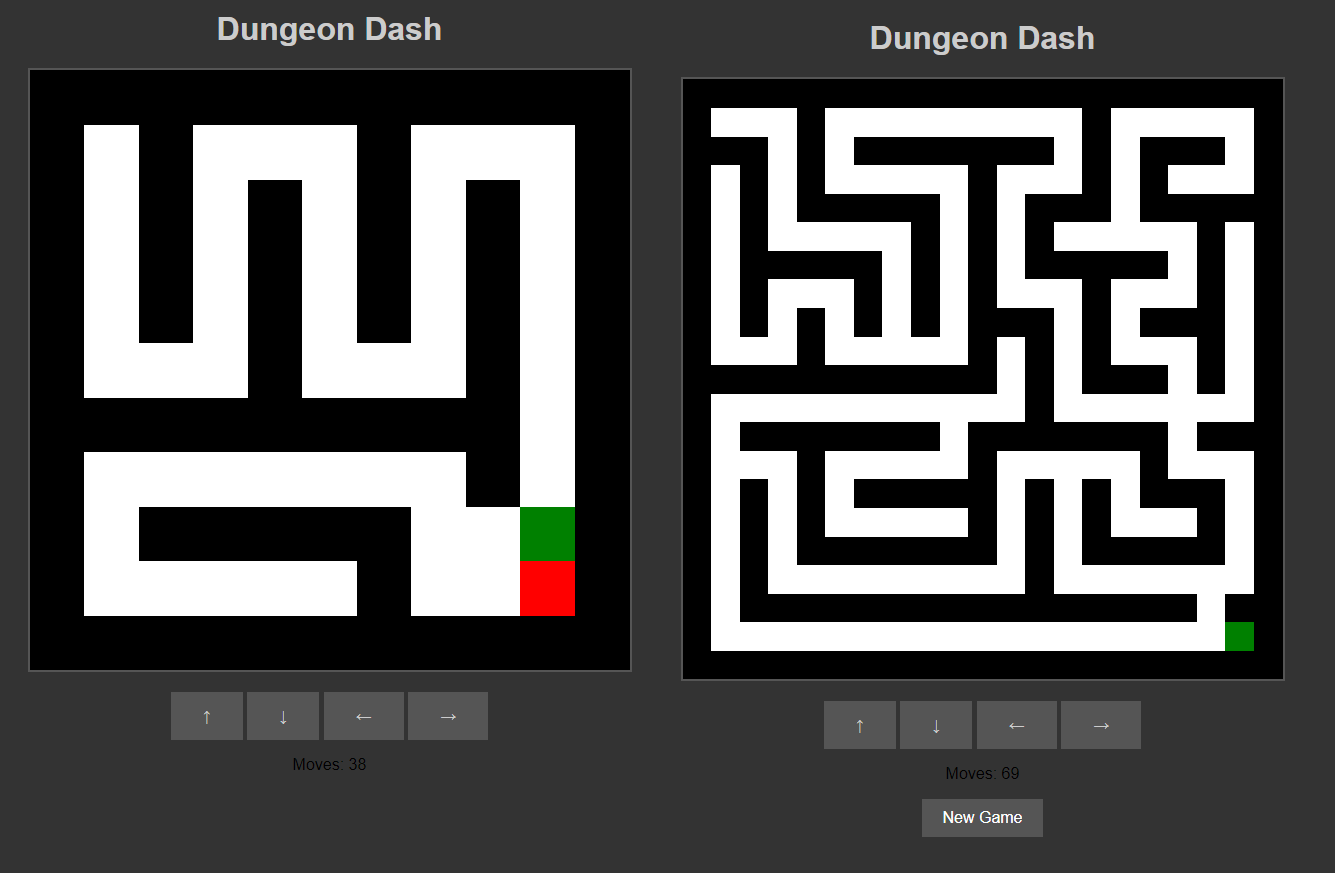 Dungeon Dash
↑ ↓ ← →
Moves: 38
Dungeon Dash
↑ ↓ ← →
Moves: 69
New Game